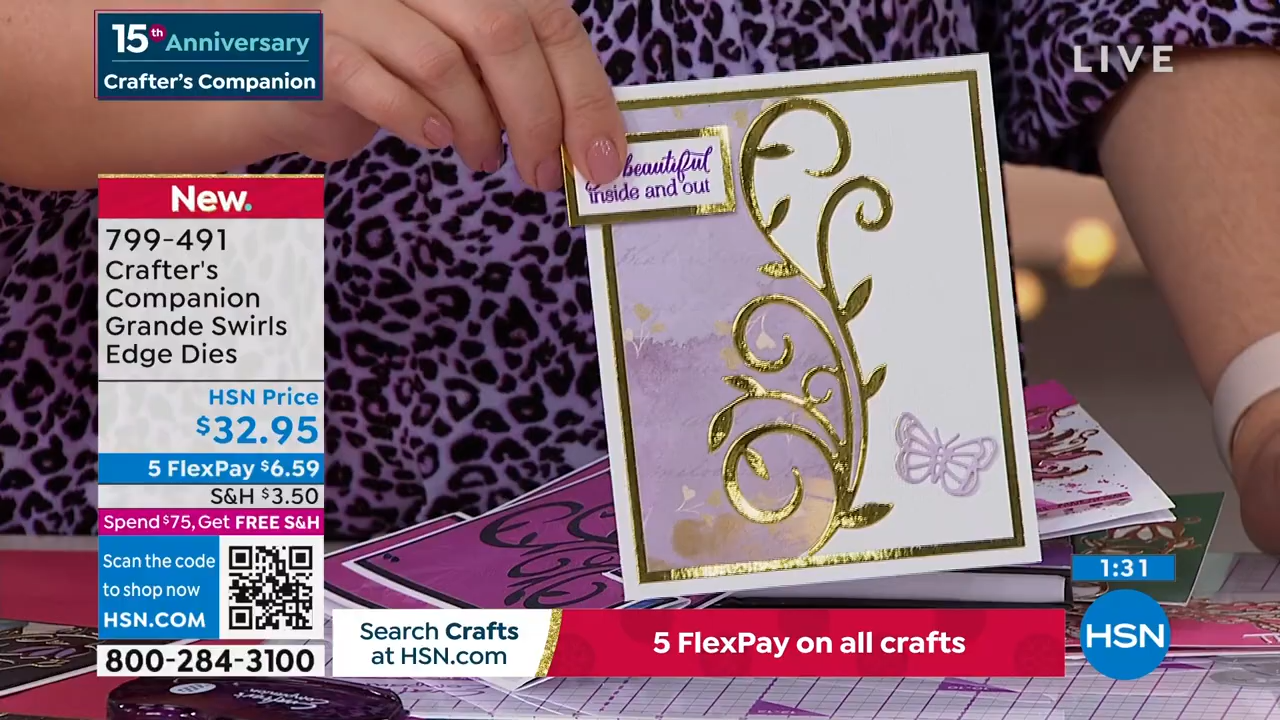 15th Anniversary
Crafter's Companion
LIVE
New.
799-491
Crafter's
Companion
Grande Swirls
Edge Dies
HSN Price
$32.95
5 FlexPay $6.59
S&H $3.50
Spend $75, Get FREE S&H
Scan the code
to shop now
HSN.COM
800-284-3100
beautiful
inside and out
1:31
Search Crafts
at HSN.com
5 FlexPay on all crafts
HSN
Crafter's
Companion